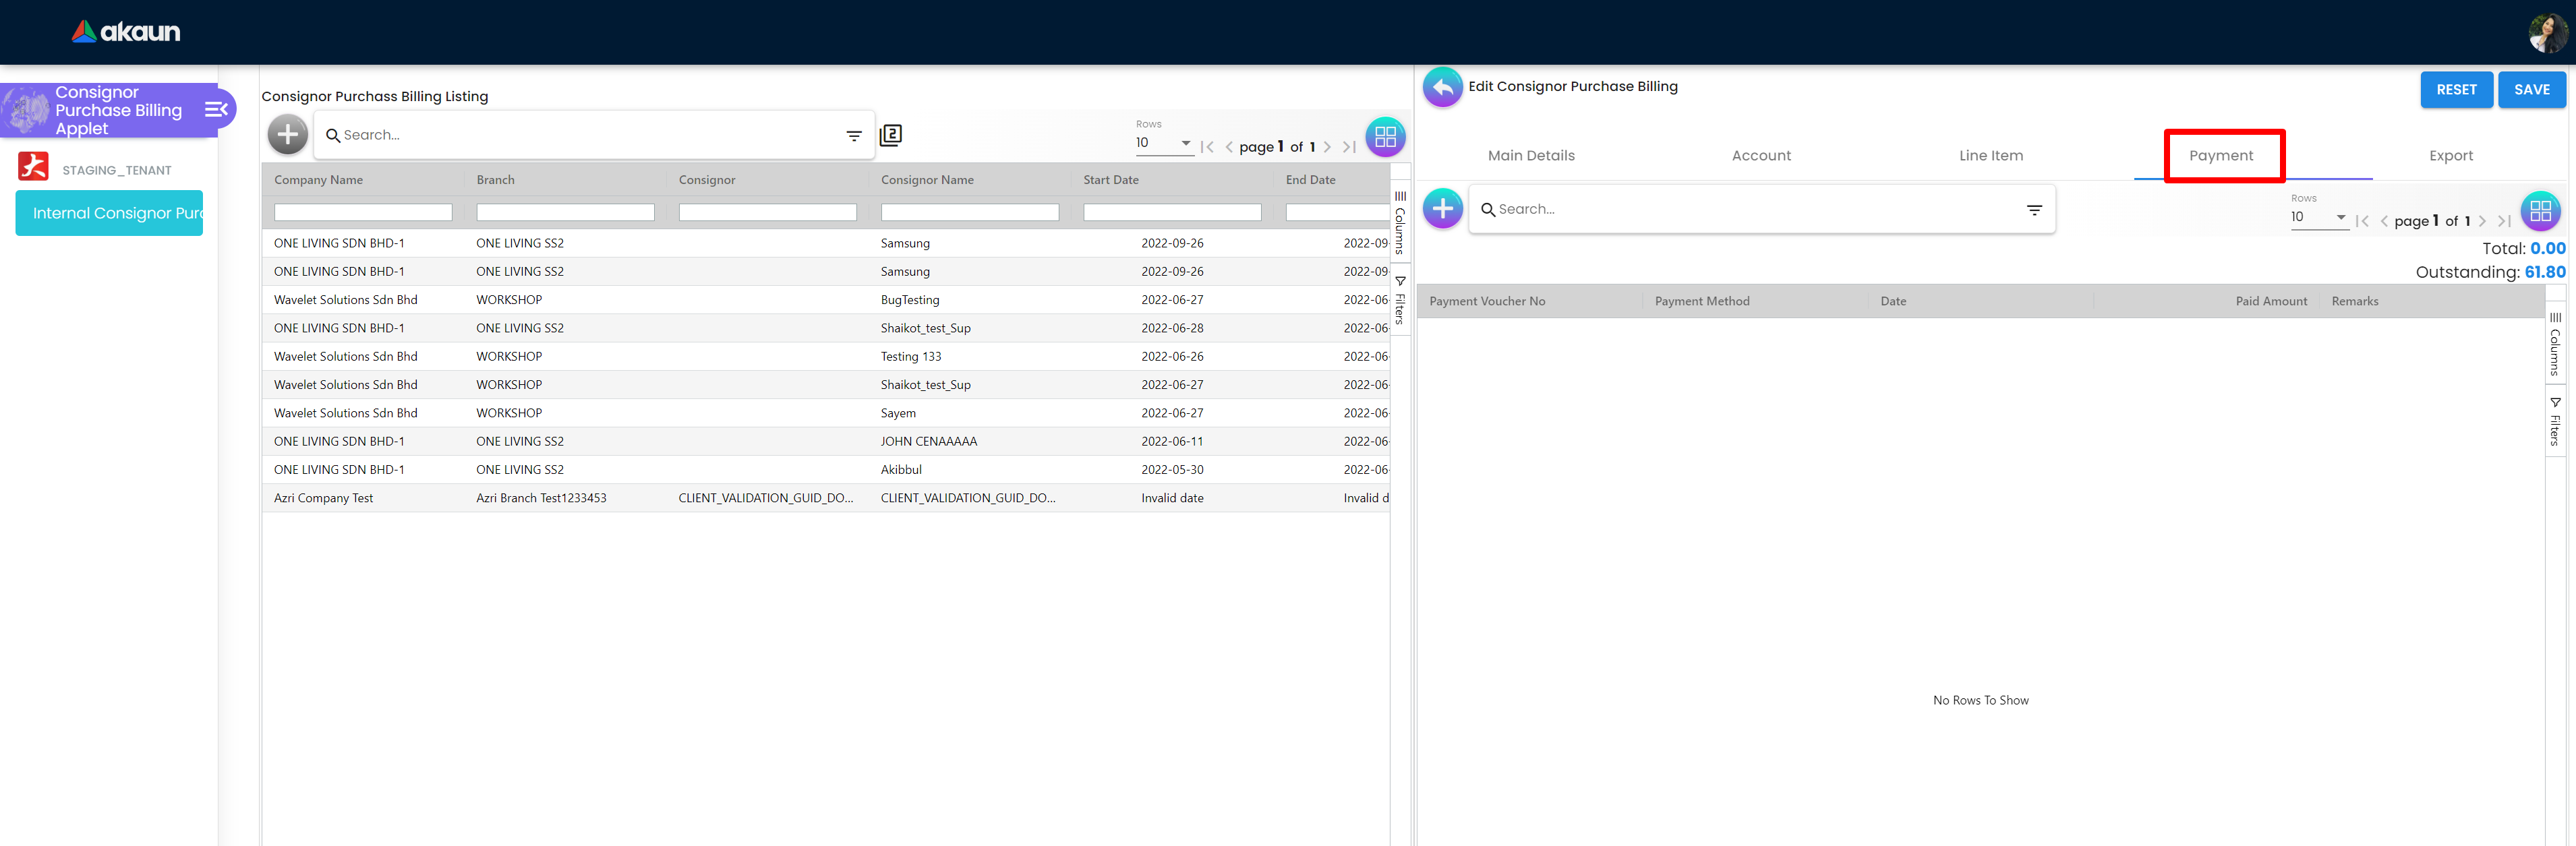 akaun
Consignor
Purchase Billing
Applet
STAGING_TENANT
Internal Consignor Purc
Consignor Purchass Billing Listing
Search...
2
Rows
10
page 1 of 1
Company Name Branch Consignor Consignor Name Start Date End Date
ONE LIVING SDN BHD-1 ONE LIVING SS2 Samsung 2022-09-26 2022-09-
ONE LIVING SDN BHD-1 ONE LIVING SS2 Samsung 2022-09-26 2022-09-
Wavelet Solutions Sdn Bhd WORKSHOP BugTesting 2022-06-27 2022-06-
ONE LIVING SDN BHD-1 ONE LIVING SS2 Shaikot_test_Sup 2022-06-28 2022-06-
Wavelet Solutions Sdn Bhd WORKSHOP Testing 133 2022-06-26 2022-06-
Wavelet Solutions Sdn Bhd WORKSHOP Shaikot_test_Sup 2022-06-27 2022-06-
Wavelet Solutions Sdn Bhd WORKSHOP Sayem 2022-06-27 2022-06-
ONE LIVING SDN BHD-1 ONE LIVING SS2 JOHN CENAAAAA 2022-06-11 2022-06-
ONE LIVING SDN BHD-1 ONE LIVING SS2 Akibbul 2022-05-30 2022-06-
Azri Company Test Azri Branch Test1233453 CLIENT_VALIDATION_GUID_DO... CLIENT_VALIDATION_GUID_DO... Invalid date Invalid d
Columns
Filters
Edit Consignor Purchase Billing
RESET SAVE
Main Details Account Line Item Payment Export
Search...
Rows
10
page 1 of 1
Total: 0.00
Outstanding: 61.80
Payment Voucher No Payment Method Date Paid Amount Remarks
No Rows To Show
Columns
Filters